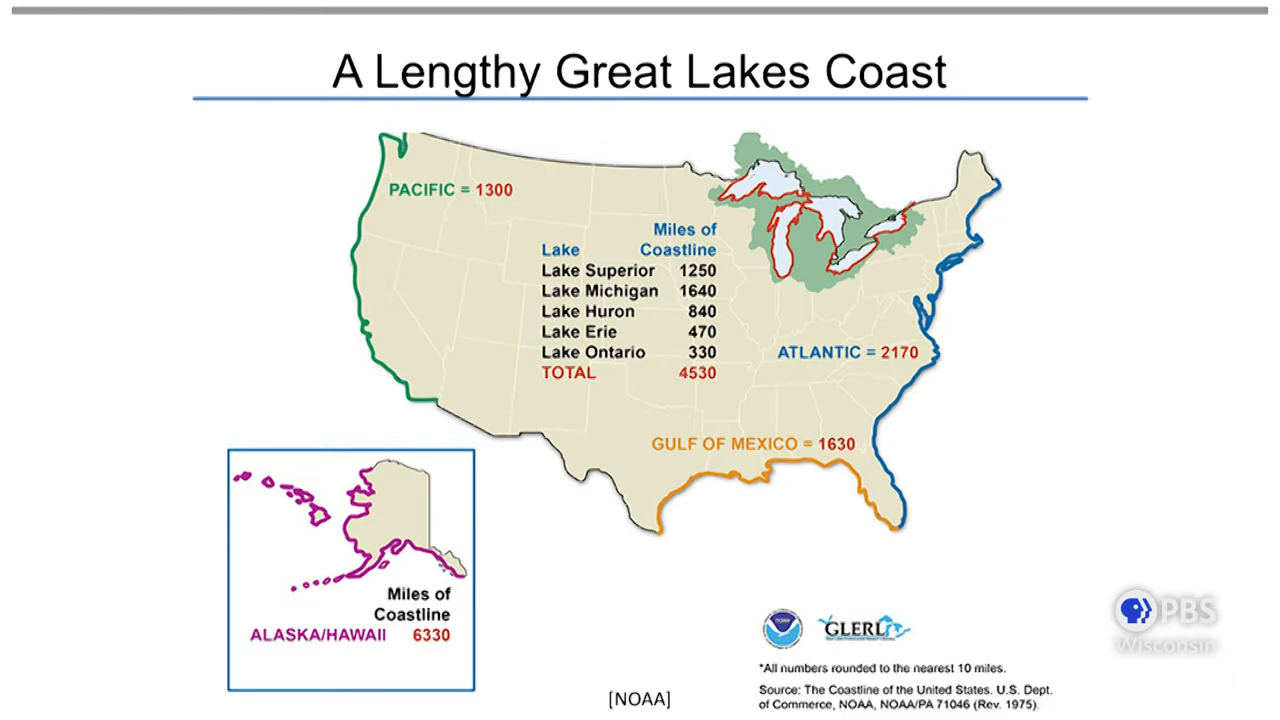 A Lengthy Great Lakes Coast
PACIFIC = 1300
Miles of
Lake Coastline
Lake Superior 1250
Lake Michigan 1640
Lake Huron 840
Lake Erie 470
Lake Ontario 330
TOTAL 4530
ATLANTIC = 2170
GULF OF MEXICO = 1630
Miles of
Coastline
ALASKA/HAWAII 6330
NOAA
GLERL
PBS
Wisconsin
*All numbers rounded to the nearest 10 miles.
Source: The Coastline of the United States. U.S. Dept.
of Commerce, NOAA, NOAA/PA 71046 (Rev. 1975).
[NOAA]